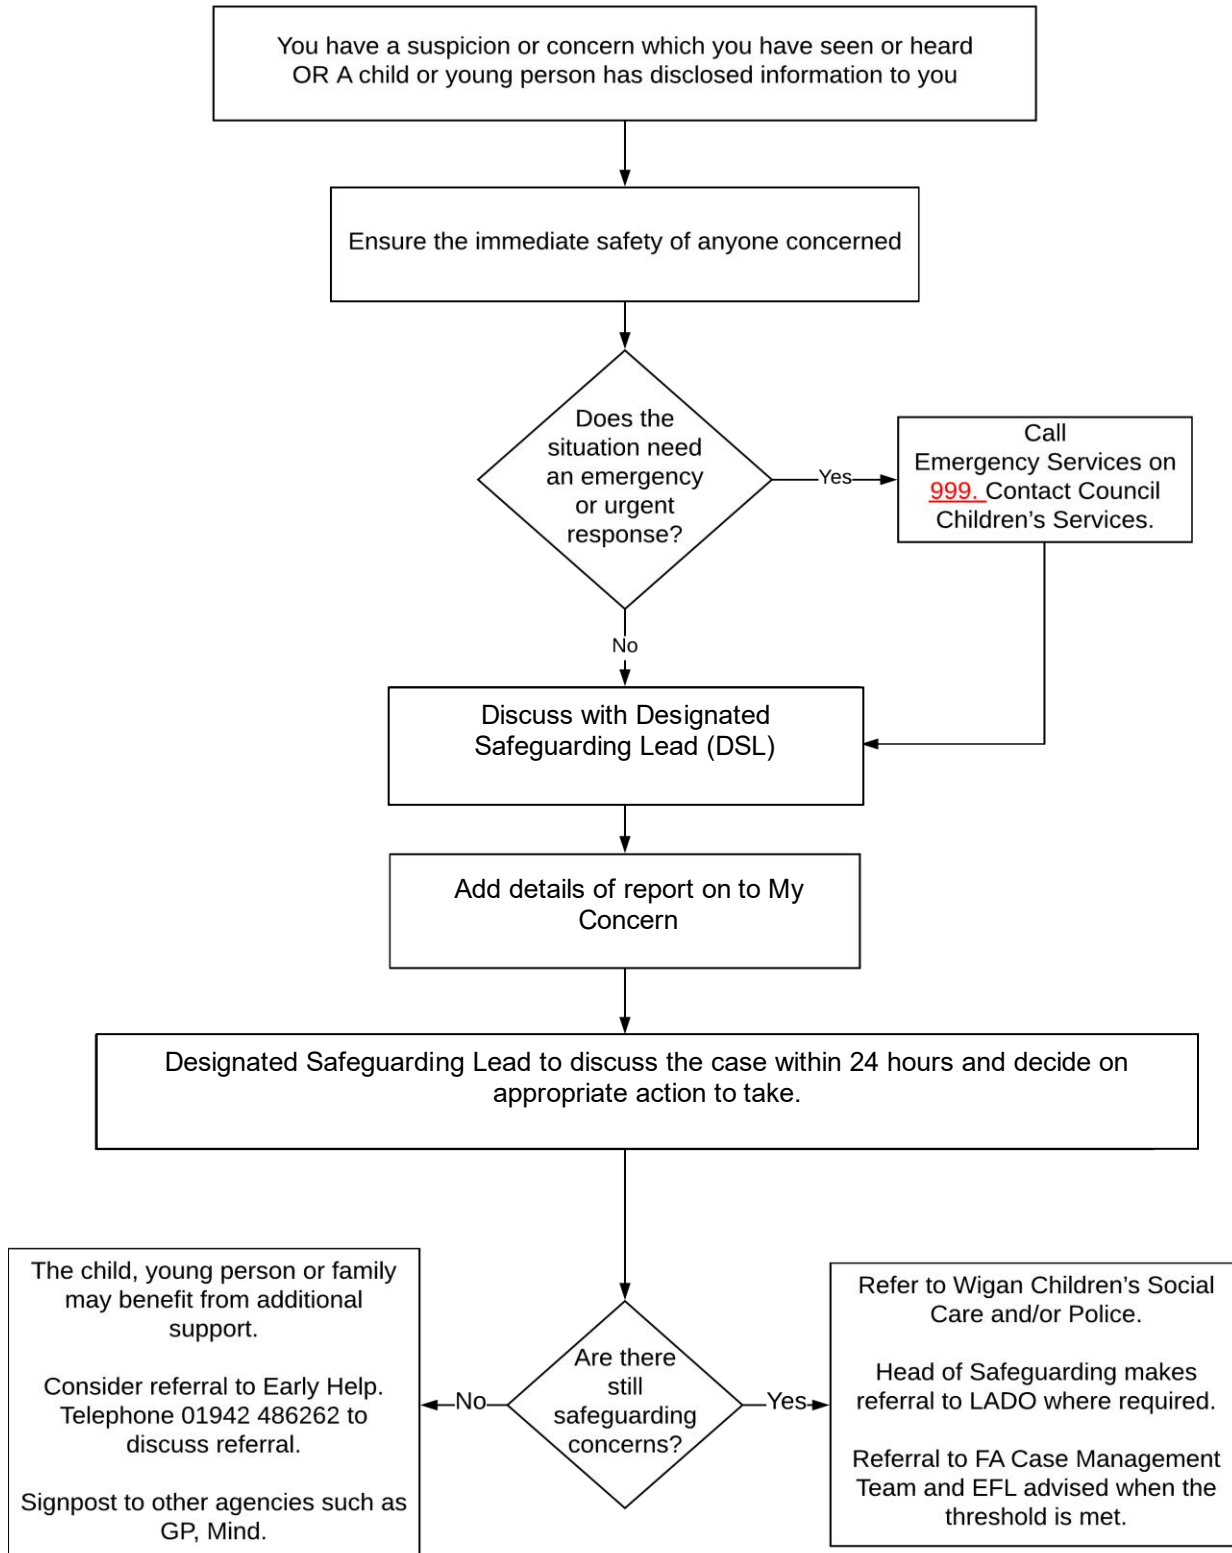 You have a suspicion or concern which you have seen or heard
OR A child or young person has disclosed information to you
Ensure the immediate safety of anyone concerned
Does the
situation need
an emergency
or urgent
response?
Yes
Call
Emergency Services on
999. Contact Council
Children’s Services.
No
Discuss with Designated
Safeguarding Lead (DSL)
Add details of report on to My
Concern
Designated Safeguarding Lead to discuss the case within 24 hours and decide on
appropriate action to take.
Are there
still
safeguarding
concerns?
No
The child, young person or family
may benefit from additional
support.
Consider referral to Early Help.
Telephone 01942 486262 to
discuss referral.
Signpost to other agencies such as
GP, Mind.
Yes
Refer to Wigan Children’s Social
Care and/or Police.
Head of Safeguarding makes
referral to LADO where required.
Referral to FA Case Management
Team and EFL advised when the
threshold is met.